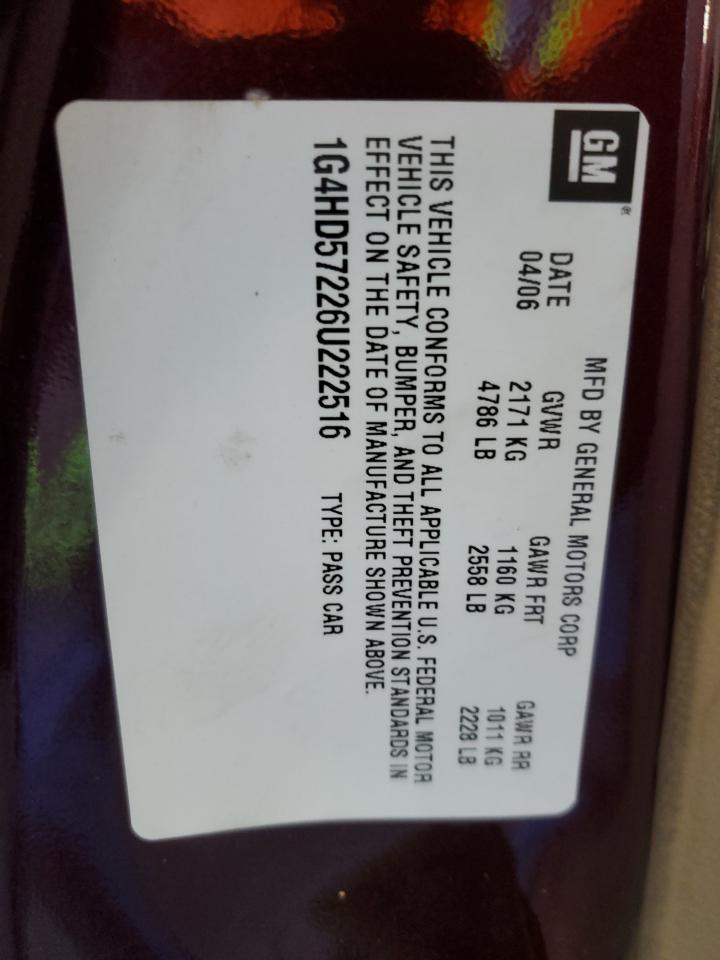 GM®
MFD BY GENERAL MOTORS CORP
DATE GVWR GAWR FRT GAWR RR
04/06 2171 KG 1160 KG 1011 KG
4786 LB 2558 LB 2228 LB
THIS VEHICLE CONFORMS TO ALL APPLICABLE U.S. FEDERAL MOTOR
VEHICLE SAFETY, BUMPER, AND THEFT PREVENTION STANDARDS IN
EFFECT ON THE DATE OF MANUFACTURE SHOWN ABOVE.
1G4HD57226U222516 TYPE: PASS CAR